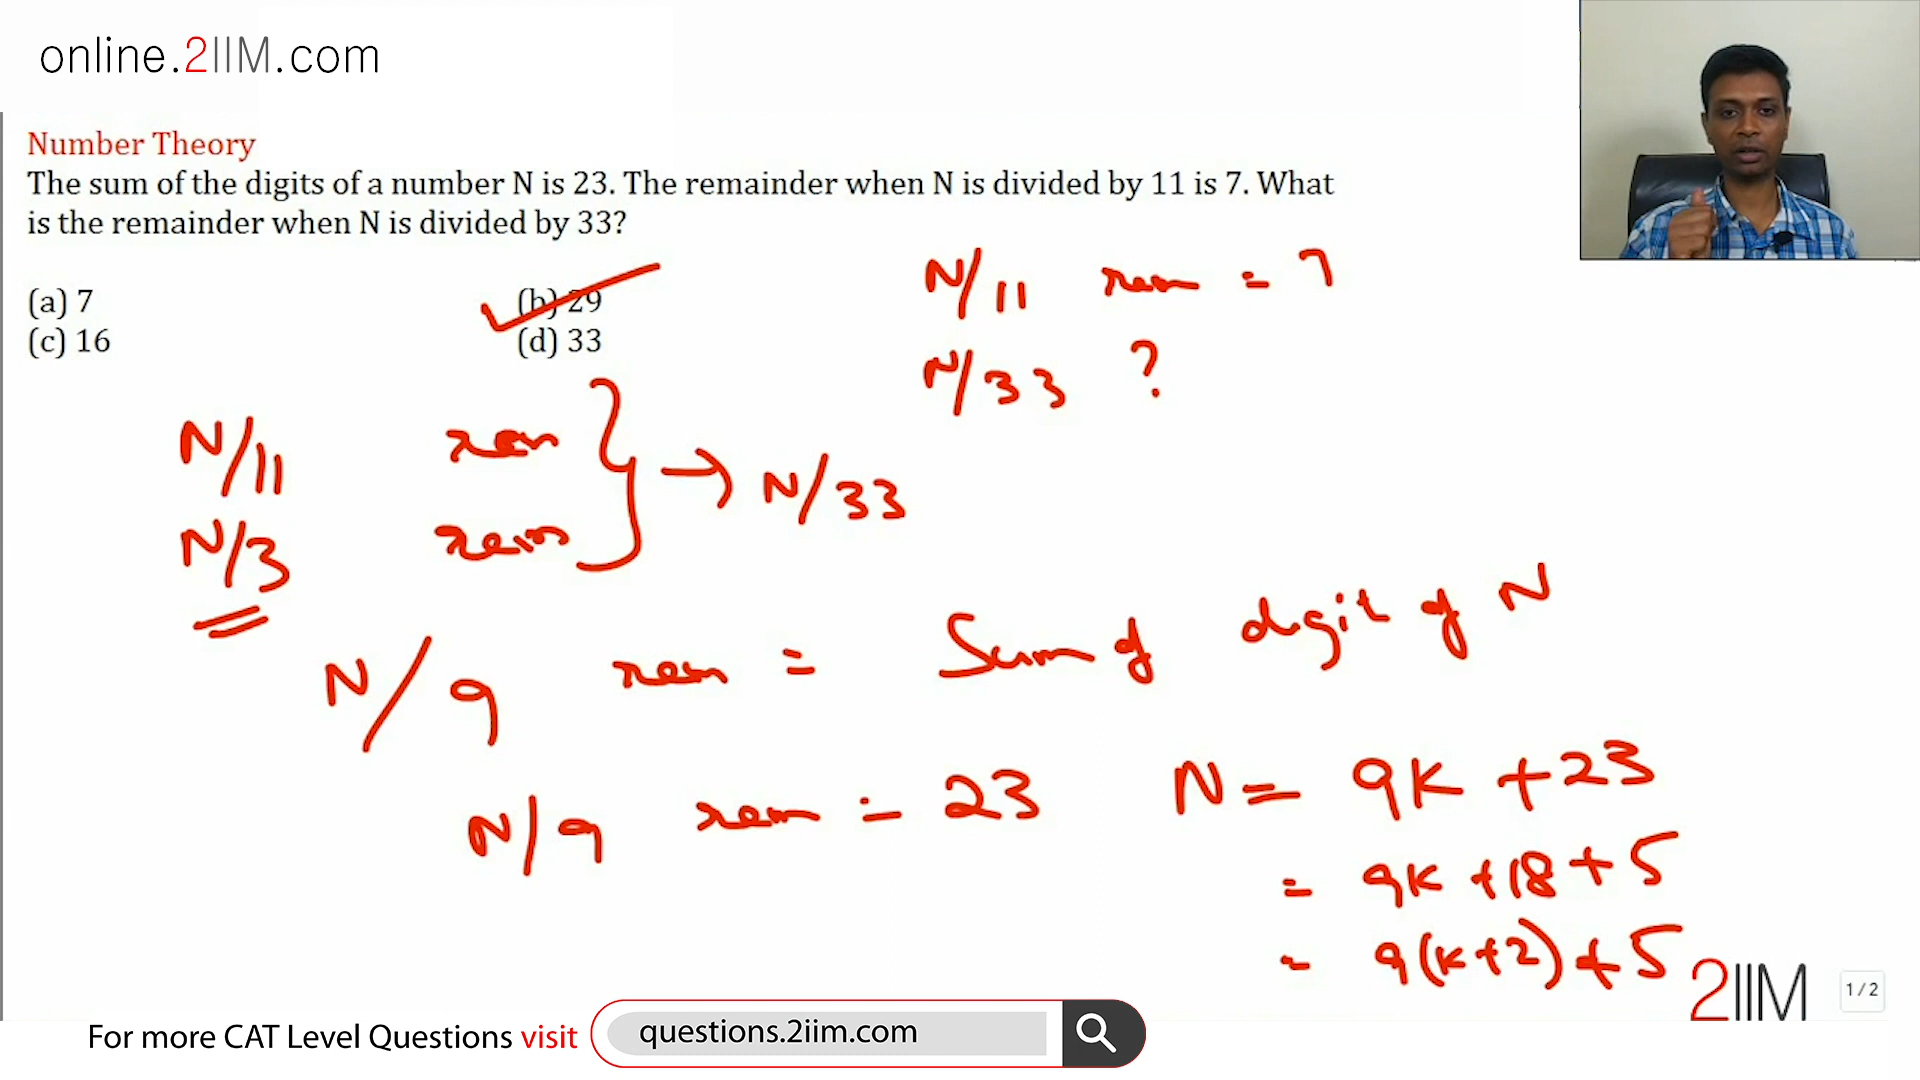 online.2IIM.com
Number Theory
The sum of the digits of a number N is 23. The remainder when N is divided by 11 is 7. What
is the remainder when N is divided by 33?
(a) 7 (b) 29
(c) 16 (d) 33
N/11 rem = 7
N/33 ?
N/11 rem
N/3 rem
→ N/33
N/9 rem = Sum of digit of N
N/9 rem = 23
N = 9K + 23
= 9K + 18 + 5
= 9(K+2) + 5
2IIM
1 / 2
For more CAT Level Questions visit questions.2iim.com